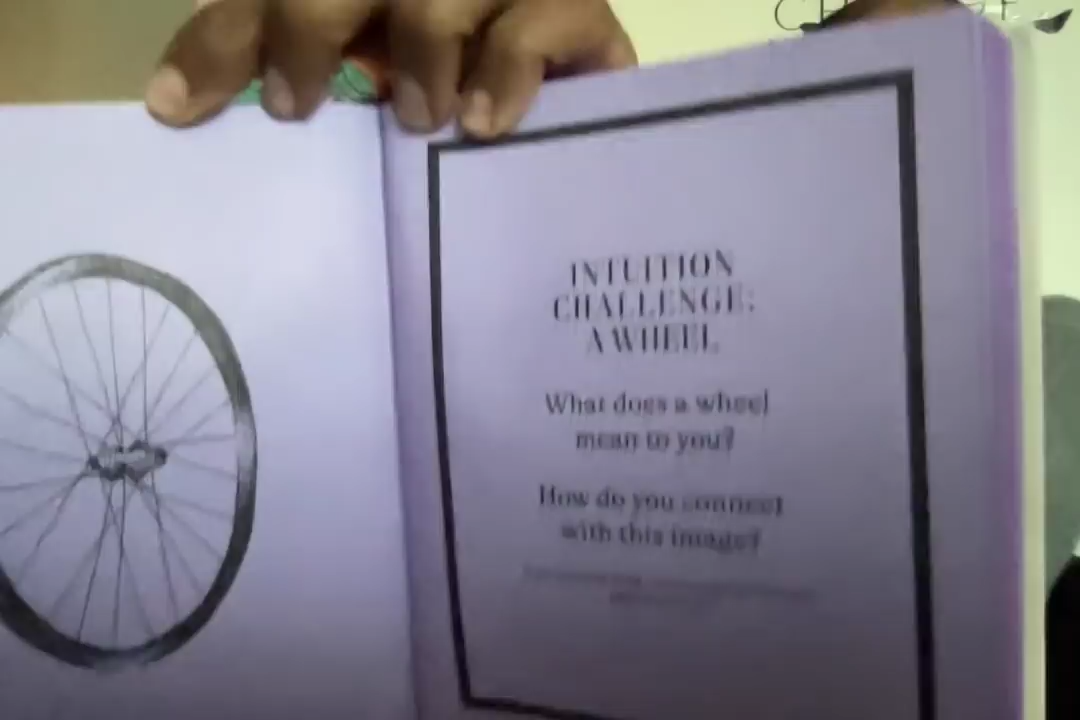 INTUITION
CHALLENGE:
A WHEEL
What does a wheel
mean to you?
How do you connect
with this image?